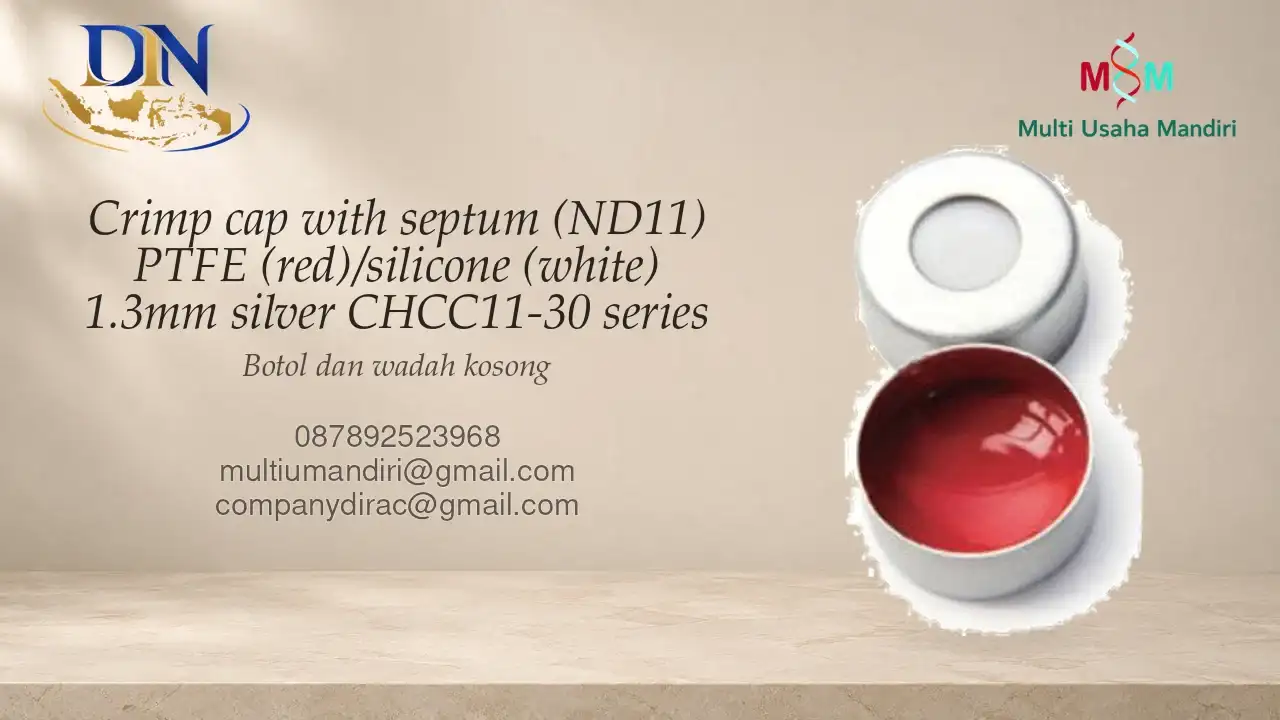 DN
MSM
Multi Usaha Mandiri
Crimp cap with septum (ND11)
PTFE (red)/silicone (white)
1.3mm silver CHCC11-30 series
Botol dan wadah kosong
087892523968
multiumandiri@gmail.com
companydirac@gmail.com